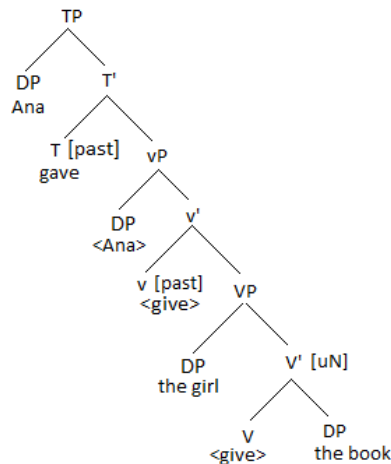 TP
DP T'
Ana
T [past] vP
gave
DP v'
<Ana>
v [past] VP
<give>
DP V' [uN]
the girl
V DP
<give> the book